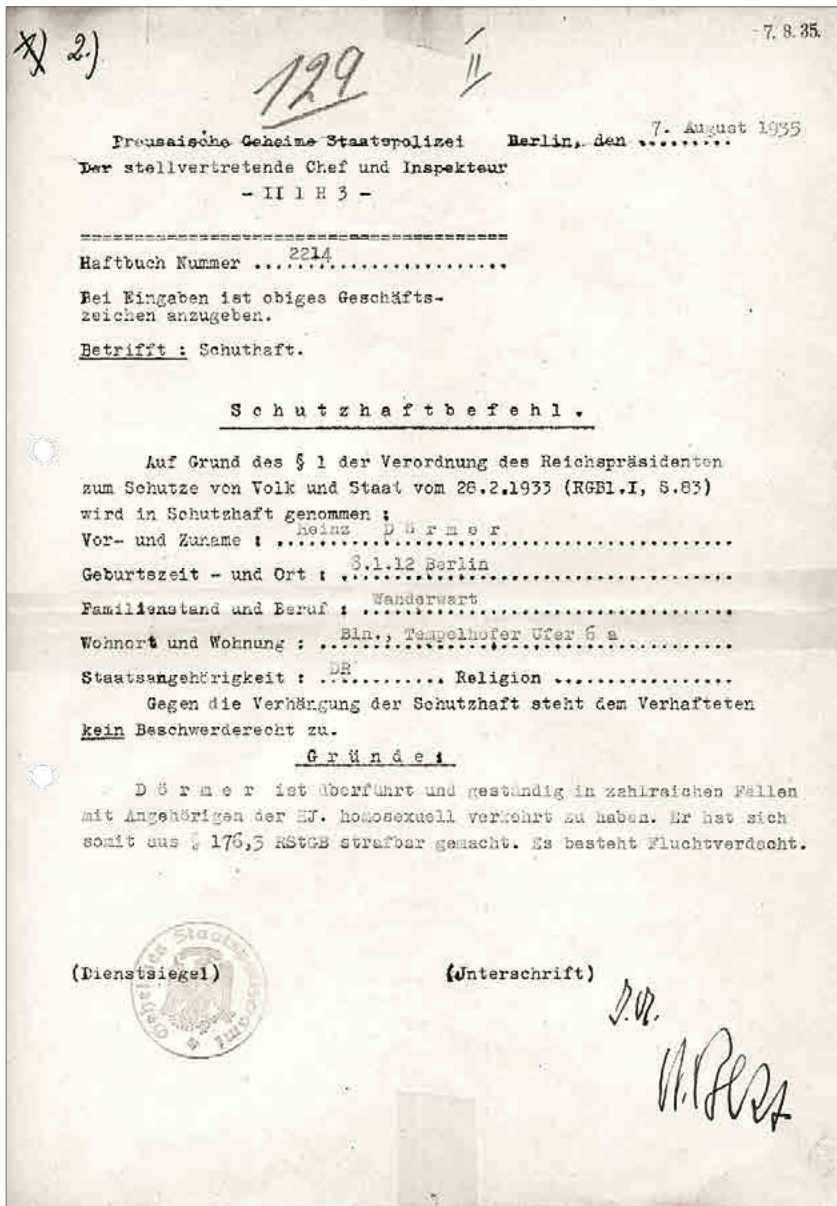 7. 8. 35.
2.)
129
II
Preussische Geheime Staatspolizei Berlin, den 7. August 1935
Der stellvertretende Chef und Inspekteur
- II 1 H 3 -
=====================================
Haftbuch Nummer ...2214......................
Bei Eingaben ist obiges Geschäfts-
zeichen anzugeben.
Betrifft : Schuthaft.
Schutzhaftbefehl.
Auf Grund des § 1 der Verordnung des Reichspräsidenten
zum Schutze von Volk und Staat vom 28.2.1933 (RGBl.I, S.83)
wird in Schutzhaft genommen :
Vor- und Zuname : Heinz Dörmer
Geburtszeit - und Ort : .1.12 Berlin
Familienstand und Beruf : Wanderwart
Wohnort und Wohnung : Bln., Tempelhofer Ufer 6 a
Staatsangehörigkeit : DR.......... Religion ................
Gegen die Verhängung der Schutzhaft steht dem Verhafteten
kein Beschwerderecht zu.
Gründe:
Dörmer ist überführt und geständig in zahlreichen Fällen
mit Angehörigen der HJ. homosexuell verkehrt zu haben. Er hat sich
somit aus § 176,3 RStGB strafbar gemacht. Es besteht Fluchtverdacht.
(Dienstsiegel) (Unterschrift)
Geheimes Staatspolizeiamt